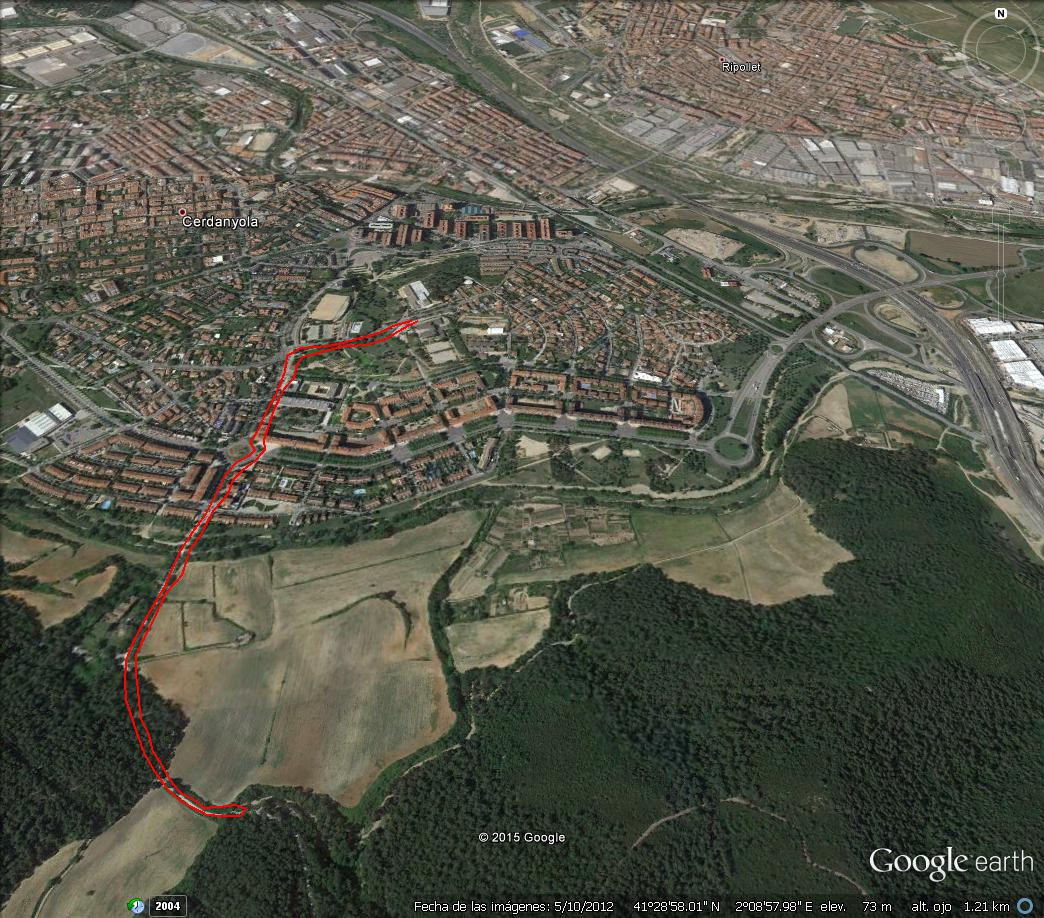 N
Ripollet
Cerdanyola
© 2015 Google
Google earth
2004
Fecha de las imágenes: 5/10/2012 41°28'58.01" N 2°08'57.98" E elev. 73 m alt. ojo 1.21 km